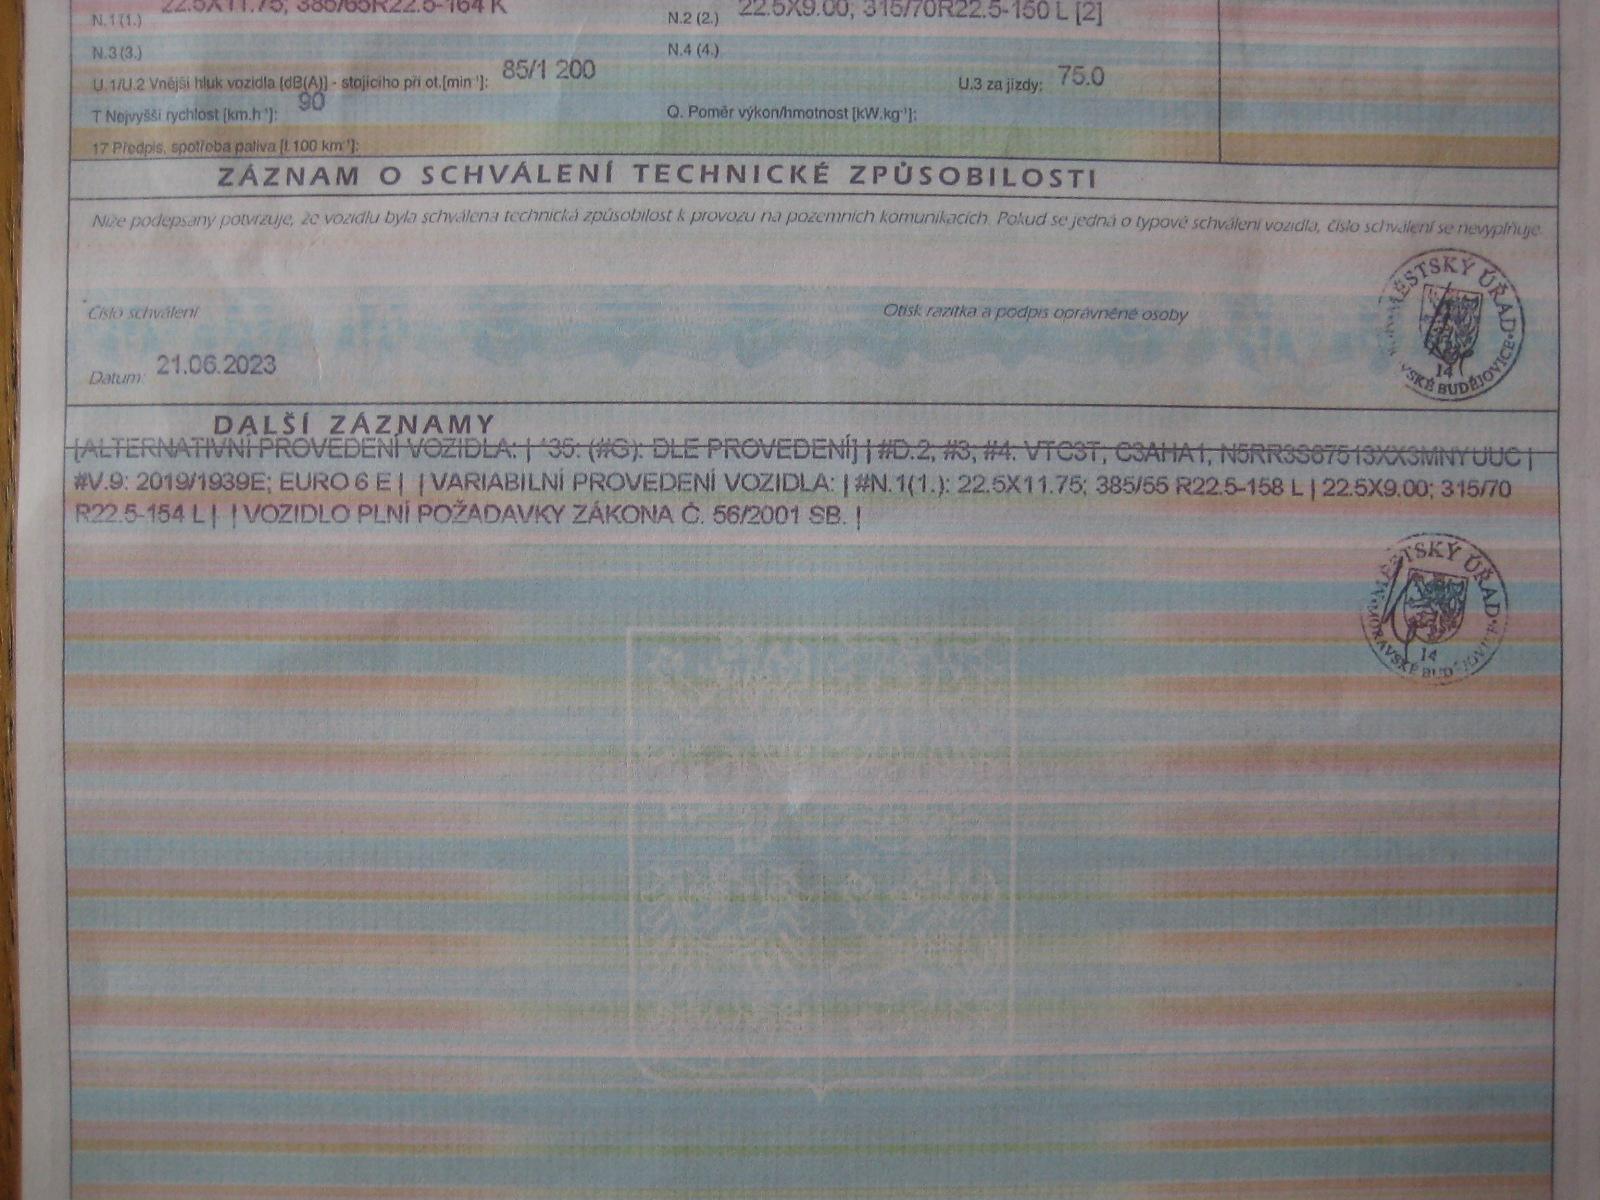 N.1(1.) 22.5X11.75; 385/65R22.5-164 K N.2 (2.) 22.5X9.00; 315/70R22.5-150 L [2]
N.3 (3.) N.4 (4.)
U.1/U.2 Vnější hluk vozidla [dB(A)] - stojícího při ot.[min⁻¹]: 85/1 200 U.3 za jízdy: 75.0
T Nejvyšší rychlost [km.h⁻¹]: 90 Q. Poměr výkon/hmotnost [kW.kg⁻¹]:
17 Předpis, spotřeba paliva [l.100 km⁻¹]:
ZÁZNAM O SCHVÁLENÍ TECHNICKÉ ZPŮSOBILOSTI
Níže podepsaný potvrzuje, že vozidlu byla schválena technická způsobilost k provozu na pozemních komunikacích. Pokud se jedná o typové schválení vozidla, číslo schválení se nevyplňuje.
Číslo schválení Otisk razítka a podpis oprávněné osoby
MĚSTSKÝ ÚŘAD
14
VSKÉ BUDĚJOVICE
Datum: 21.06.2023
DALŠÍ ZÁZNAMY
[ALTERNATIVNÍ PROVEDENÍ VOZIDLA: | *35: (#G): DLE PROVEDENÍ] | #D.2, #3, #4: VTC3T; C3AHA1; N5RR3S67513XX3MNYUUC |
#V.9: 2019/1939E; EURO 6 E | | VARIABILNÍ PROVEDENÍ VOZIDLA: | #N.1(1.): 22.5X11.75; 385/55 R22.5-158 L | 22.5X9.00; 315/70
R22.5-154 L | | VOZIDLO PLNÍ POŽADAVKY ZÁKONA Č. 56/2001 SB. |
MĚSTSKÝ ÚŘAD
14
MORAVSKÉ BUDĚJOVICE